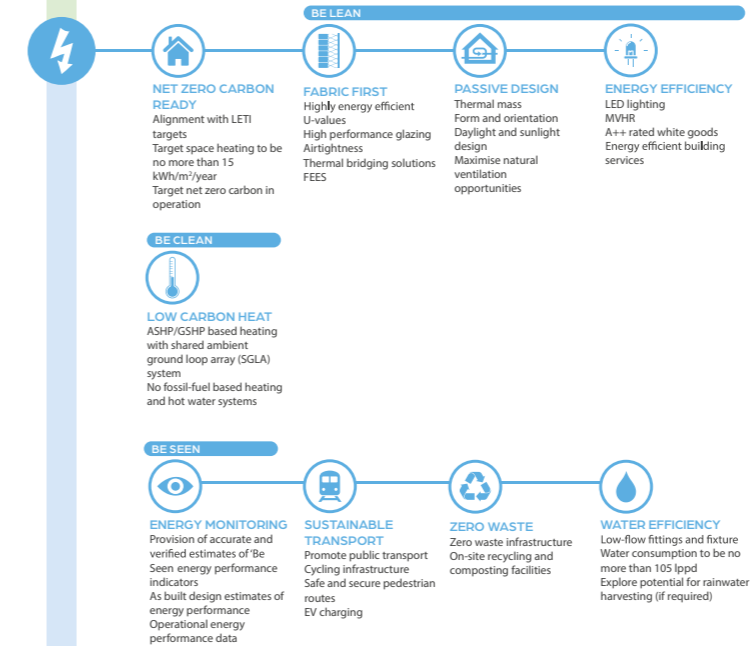 BE LEAN
NET ZERO CARBON
READY
Alignment with LETI
targets
Target space heating to be
no more than 15
kWh/m²/year
Target net zero carbon in
operation
FABRIC FIRST
Highly energy efficient
U-values
High performance glazing
Airtightness
Thermal bridging solutions
FEES
PASSIVE DESIGN
Thermal mass
Form and orientation
Daylight and sunlight
design
Maximise natural
ventilation
opportunities
ENERGY EFFICIENCY
LED lighting
MVHR
A++ rated white goods
Energy efficient building
services
BE CLEAN
LOW CARBON HEAT
ASHP/GSHP based heating
with shared ambient
ground loop array (SGLA)
system
No fossil-fuel based heating
and hot water systems
BE SEEN
ENERGY MONITORING
Provision of accurate and
verified estimates of 'Be
Seen energy performance
indicators
As built design estimates of
energy performance
Operational energy
performance data
SUSTAINABLE
TRANSPORT
Promote public transport
Cycling infrastructure
Safe and secure pedestrian
routes
EV charging
ZERO WASTE
Zero waste infrastructure
On-site recycling and
composting facilities
WATER EFFICIENCY
Low-flow fittings and fixture
Water consumption to be no
more than 105 lppd
Explore potential for rainwater
harvesting (if required)